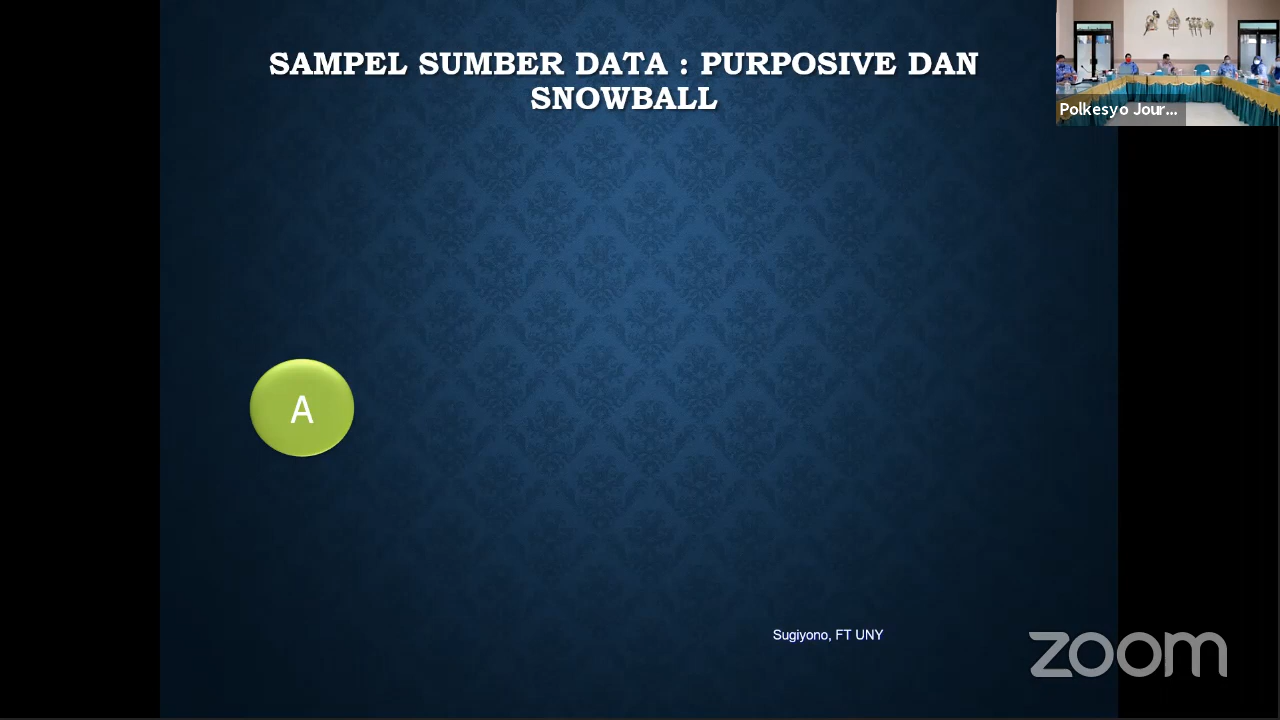 SAMPEL SUMBER DATA : PURPOSIVE DAN
SNOWBALL
Polkesyo Jour...
A
Sugiyono, FT UNY
zoom